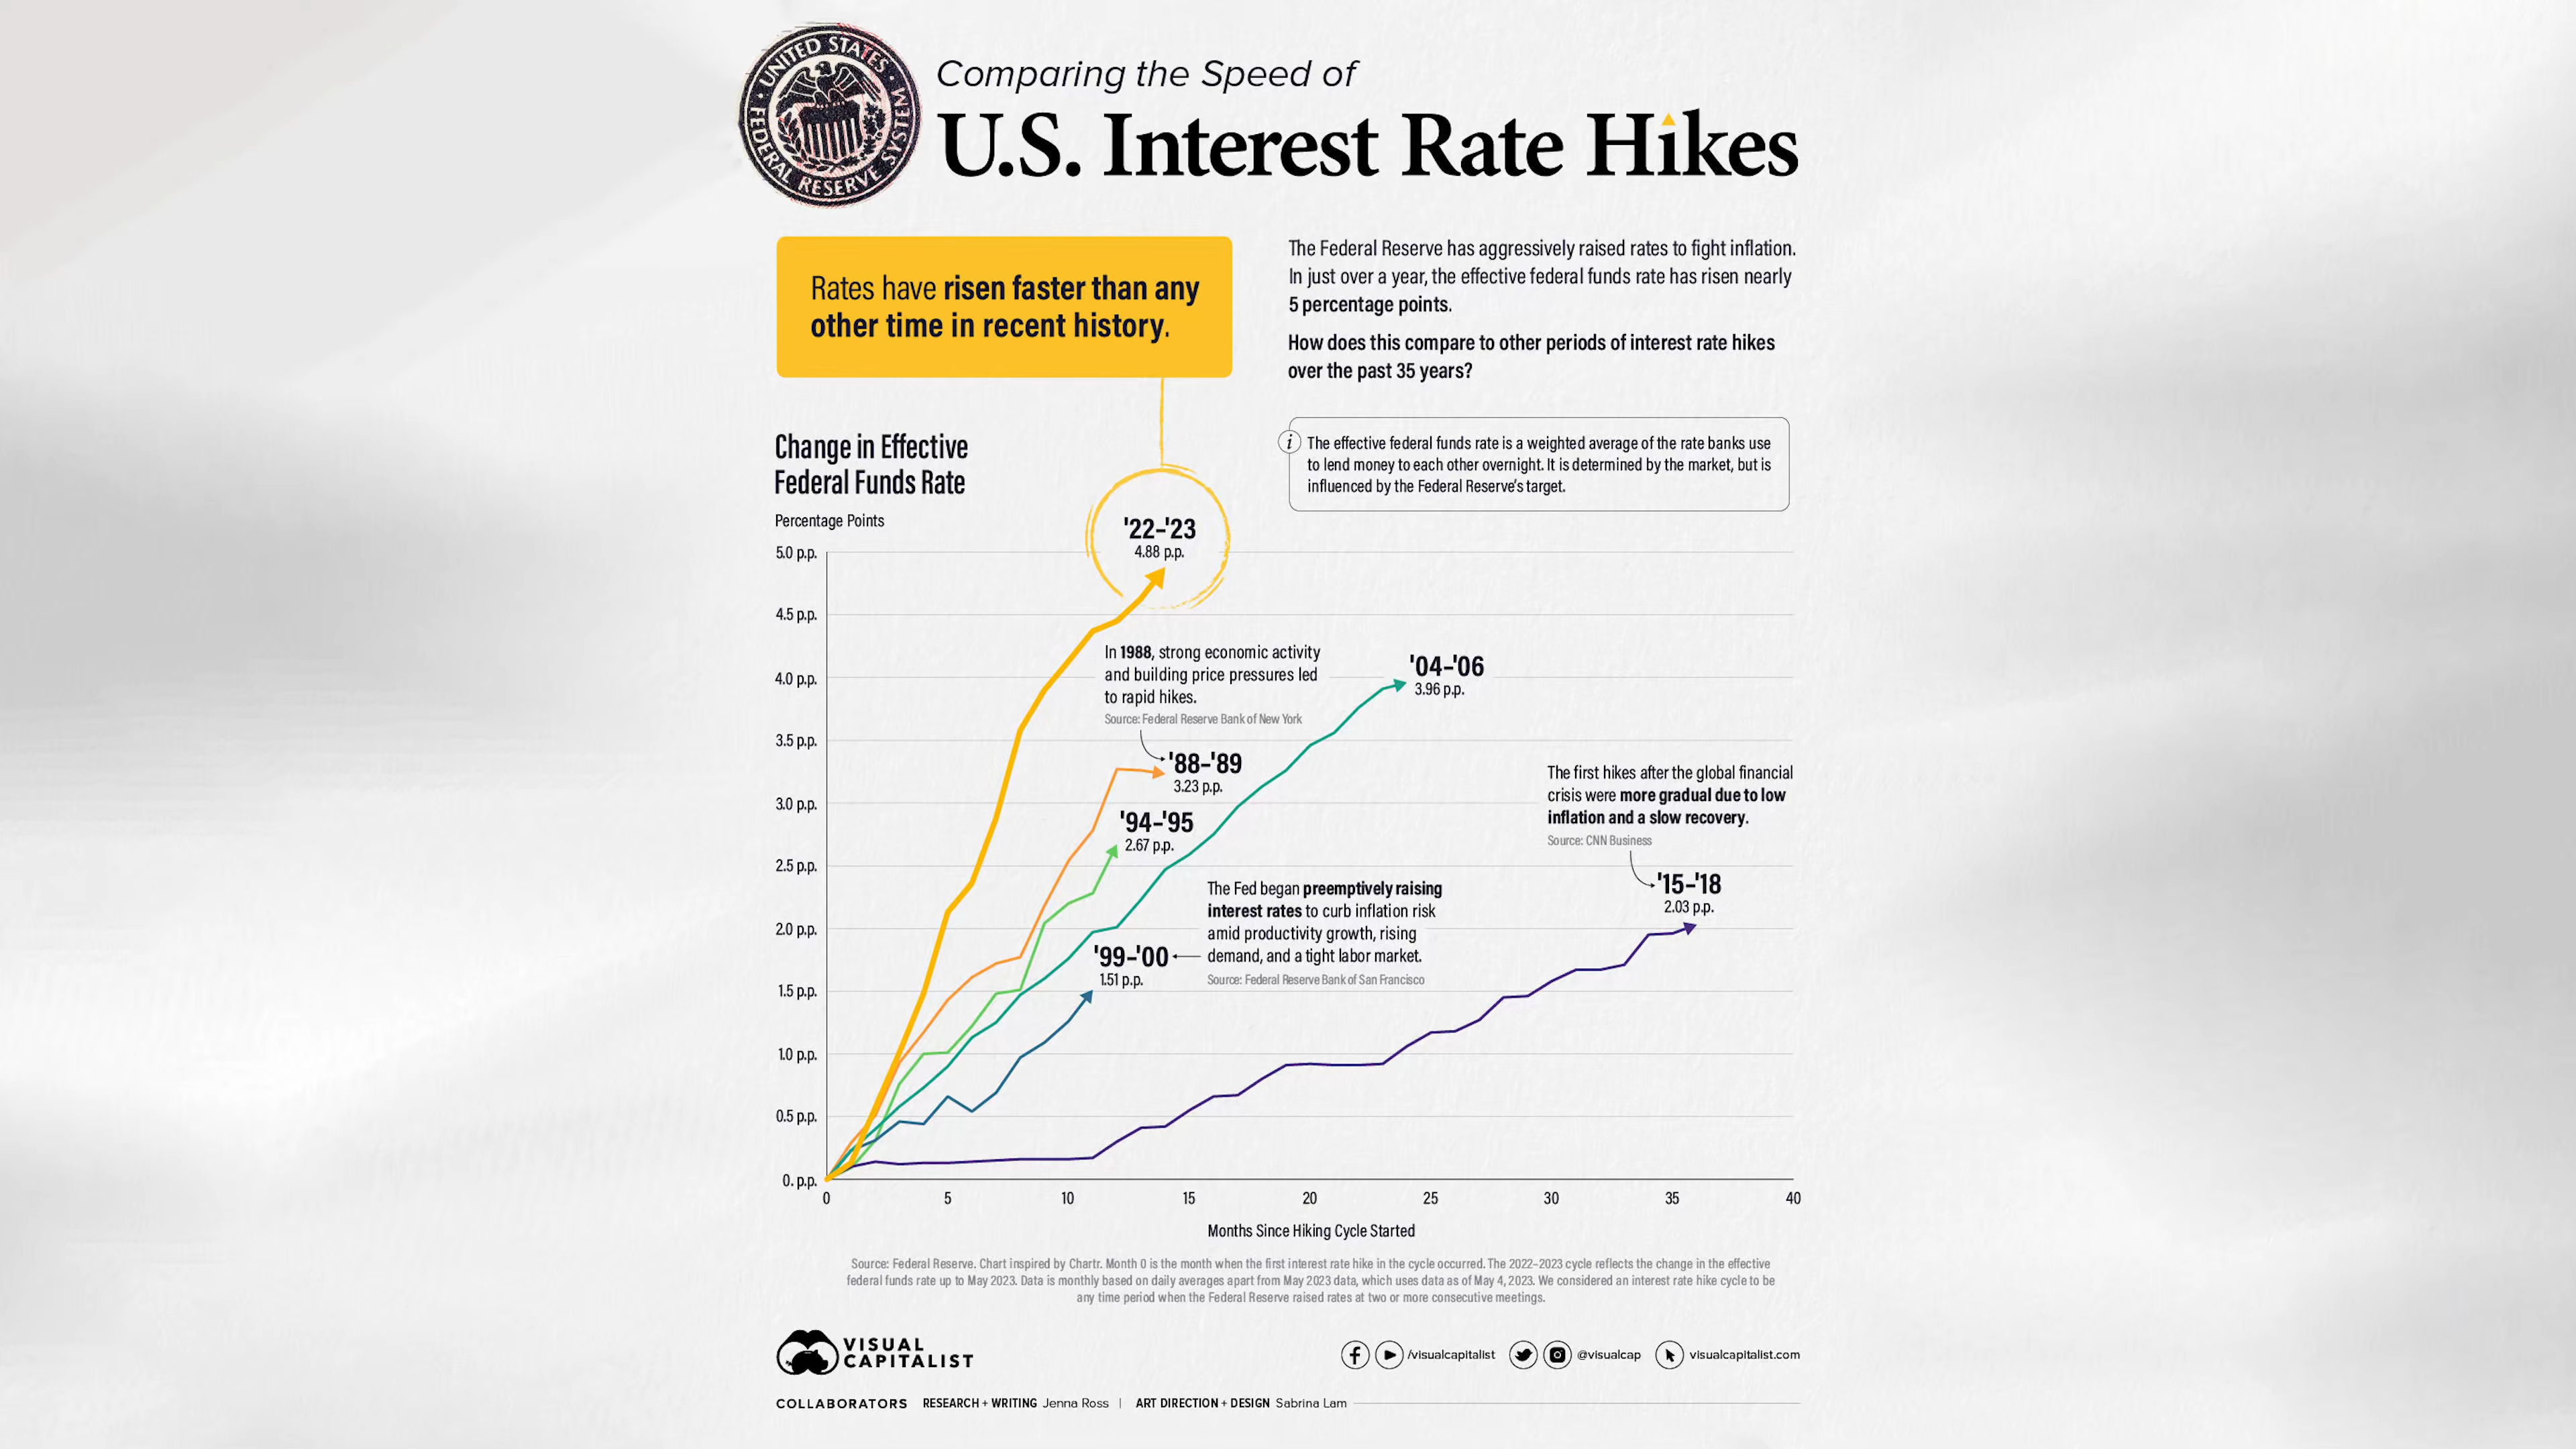 UNITED STATES
FEDERAL RESERVE SYSTEM
Comparing the Speed of
U.S. Interest Rate Hikes
Rates have risen faster than any
other time in recent history.
The Federal Reserve has aggressively raised rates to fight inflation.
In just over a year, the effective federal funds rate has risen nearly
5 percentage points.
How does this compare to other periods of interest rate hikes
over the past 35 years?
i
The effective federal funds rate is a weighted average of the rate banks use
to lend money to each other overnight. It is determined by the market, but is
influenced by the Federal Reserve's target.
Change in Effective
Federal Funds Rate
Percentage Points
5.0 p.p.
4.5 p.p.
4.0 p.p.
3.5 p.p.
3.0 p.p.
2.5 p.p.
2.0 p.p.
1.5 p.p.
1.0 p.p.
0.5 p.p.
0. p.p.
'22–'23
4.88 p.p.
In 1988, strong economic activity
and building price pressures led
to rapid hikes.
Source: Federal Reserve Bank of New York
'88–'89
3.23 p.p.
'04–'06
3.96 p.p.
'94–'95
2.67 p.p.
The first hikes after the global financial
crisis were more gradual due to low
inflation and a slow recovery.
Source: CNN Business
'15–'18
2.03 p.p.
The Fed began preemptively raising
interest rates to curb inflation risk
amid productivity growth, rising
demand, and a tight labor market.
Source: Federal Reserve Bank of San Francisco
'99–'00
1.51 p.p.
0 5 10 15 20 25 30 35 40
Months Since Hiking Cycle Started
Source: Federal Reserve. Chart inspired by Chartr. Month 0 is the month when the first interest rate hike in the cycle occurred. The 2022–2023 cycle reflects the change in the effective
federal funds rate up to May 2023. Data is monthly based on daily averages apart from May 2023 data, which uses data as of May 4, 2023. We considered an interest rate hike cycle to be
any time period when the Federal Reserve raised rates at two or more consecutive meetings.
VISUAL
CAPITALIST
/visualcapitalist @visualcap visualcapitalist.com
COLLABORATORS RESEARCH + WRITING Jenna Ross | ART DIRECTION + DESIGN Sabrina Lam